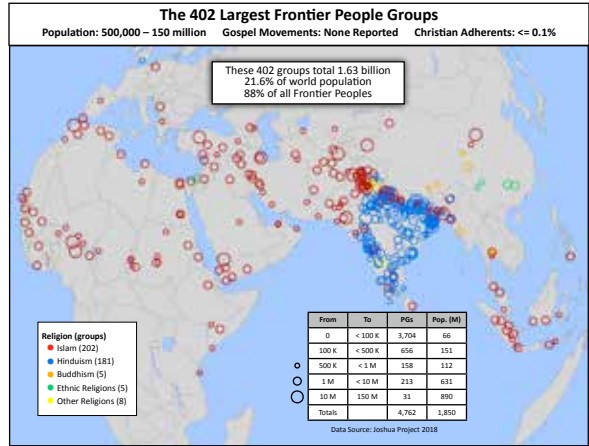 The 402 Largest Frontier People Groups
Population: 500,000 – 150 million Gospel Movements: None Reported Christian Adherents: <= 0.1%
These 402 groups total 1.63 billion
21.6% of world population
88% of all Frontier Peoples
Religion (groups)
Islam (202)
Hinduism (181)
Buddhism (5)
Ethnic Religions (5)
Other Religions (8)
From To PGs Pop. (M)
0 < 100 K 3,704 66
100 K < 500 K 656 151
500 K < 1 M 158 112
1 M < 10 M 213 631
10 M 150 M 31 890
Totals 4,762 1,850
Data Source: Joshua Project 2018